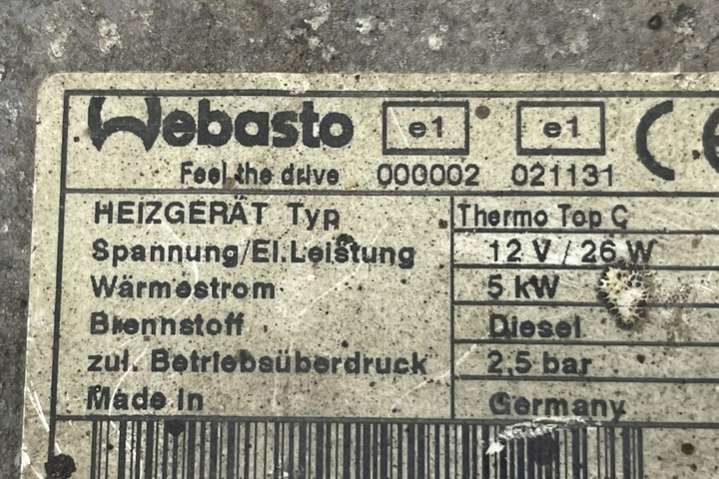 Webasto e1 e1 CE
Feel the drive 000002 021131
HEIZGERÄT Typ Thermo Top C
Spannung/El.Leistung 12 V / 26 W
Wärmestrom 5 kW
Brennstoff Diesel
zul. Betriebsüberdruck 2,5 bar
Made in Germany